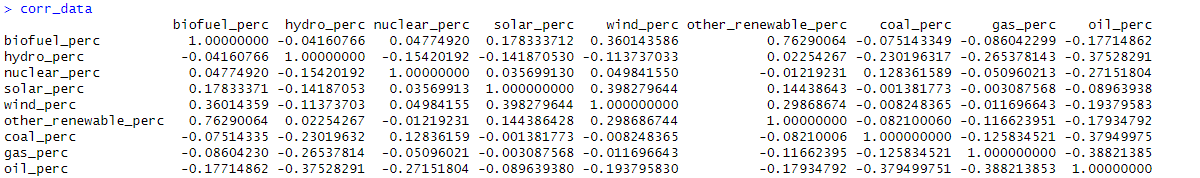 > corr_data
biofuel_perc hydro_perc nuclear_perc solar_perc wind_perc other_renewable_perc coal_perc gas_perc oil_perc
biofuel_perc 1.00000000 -0.04160766 0.04774920 0.178333712 0.360143586 0.76290064 -0.075143349 -0.086042299 -0.17714862
hydro_perc -0.04160766 1.00000000 -0.15420192 -0.141870530 -0.113737033 0.02254267 -0.230196317 -0.265378143 -0.37528291
nuclear_perc 0.04774920 -0.15420192 1.00000000 0.035699130 0.049841550 -0.01219231 0.128361589 -0.050960213 -0.27151804
solar_perc 0.17833371 -0.14187053 0.03569913 1.000000000 0.398279644 0.14438643 -0.001381773 -0.003087568 -0.08963938
wind_perc 0.36014359 -0.11373703 0.04984155 0.398279644 1.000000000 0.29868674 -0.008248365 -0.011696643 -0.19379583
other_renewable_perc 0.76290064 0.02254267 -0.01219231 0.144386428 0.298686744 1.00000000 -0.082100060 -0.116623951 -0.17934792
coal_perc -0.07514335 -0.23019632 0.12836159 -0.001381773 -0.008248365 -0.08210006 1.000000000 -0.125834521 -0.37949975
gas_perc -0.08604230 -0.26537814 -0.05096021 -0.003087568 -0.011696643 -0.11662395 -0.125834521 1.000000000 -0.38821385
oil_perc -0.17714862 -0.37528291 -0.27151804 -0.089639380 -0.193795830 -0.17934792 -0.379499751 -0.388213853 1.00000000